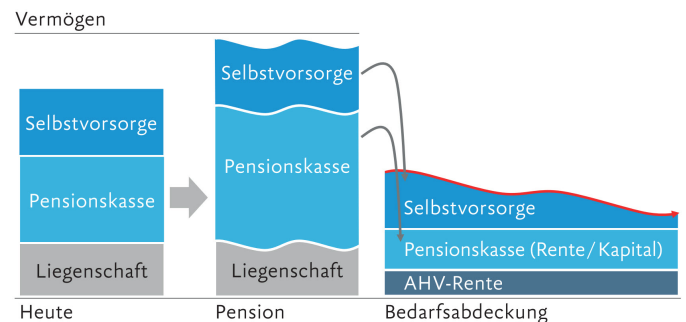 Vermögen
Selbstvorsorge
Pensionskasse
Liegenschaft
Heute
Selbstvorsorge
Pensionskasse
Liegenschaft
Pension
Selbstvorsorge
Pensionskasse (Rente/Kapital)
AHV-Rente
Bedarfsabdeckung